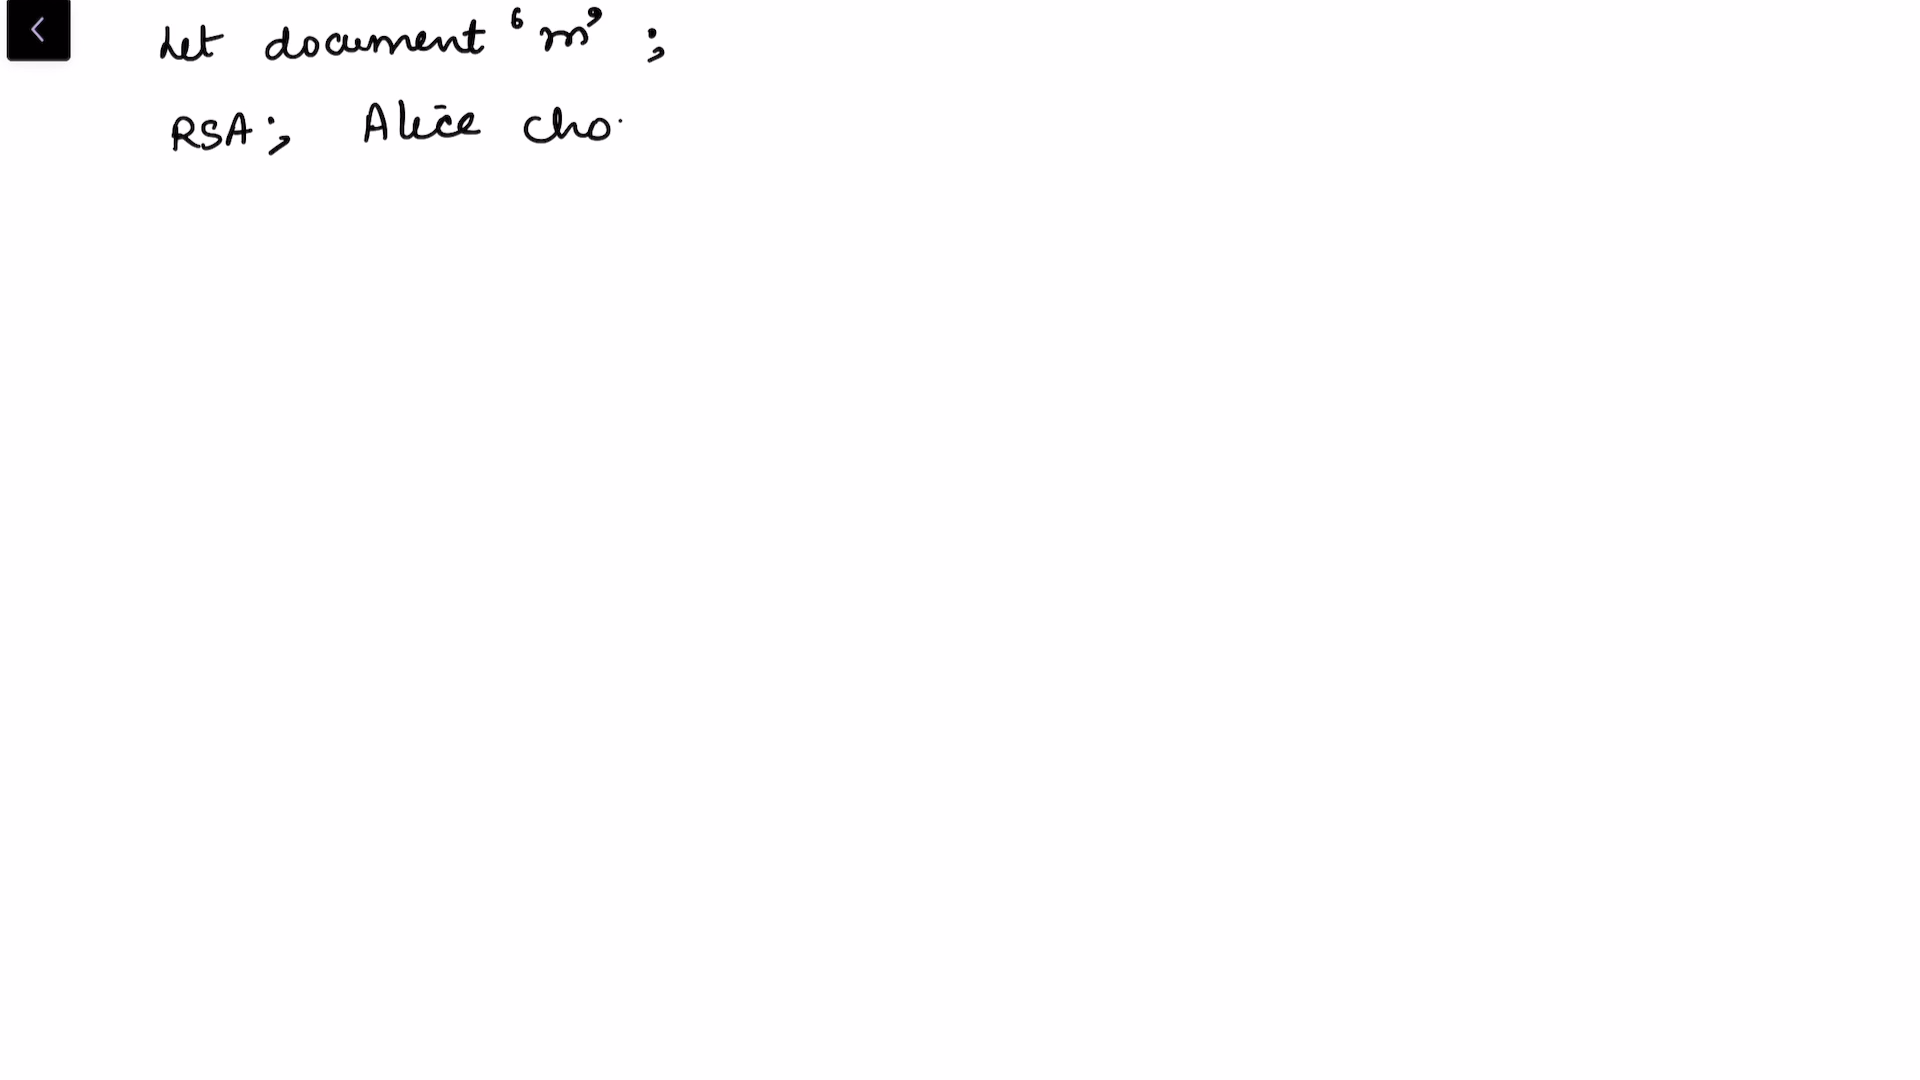 Let document ‘m’ ;
RSA ; Alice cho